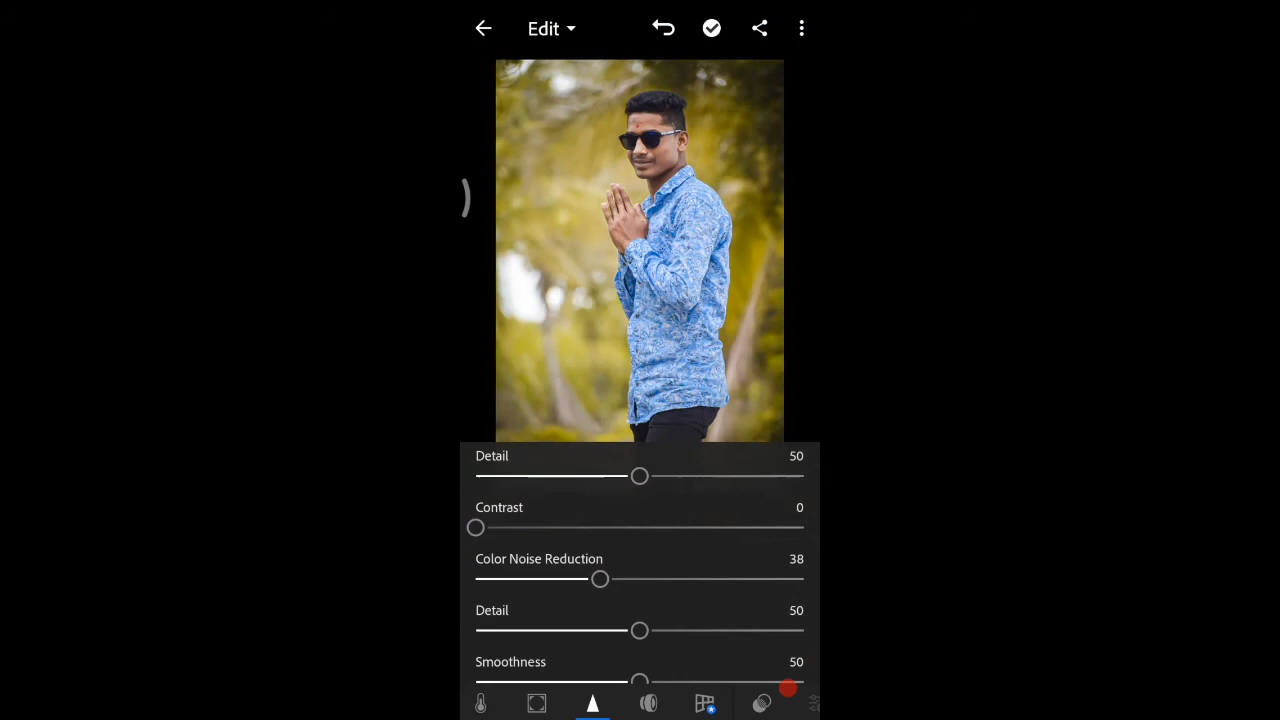 Edit
Detail 50
Contrast 0
Color Noise Reduction 38
Detail 50
Smoothness 50